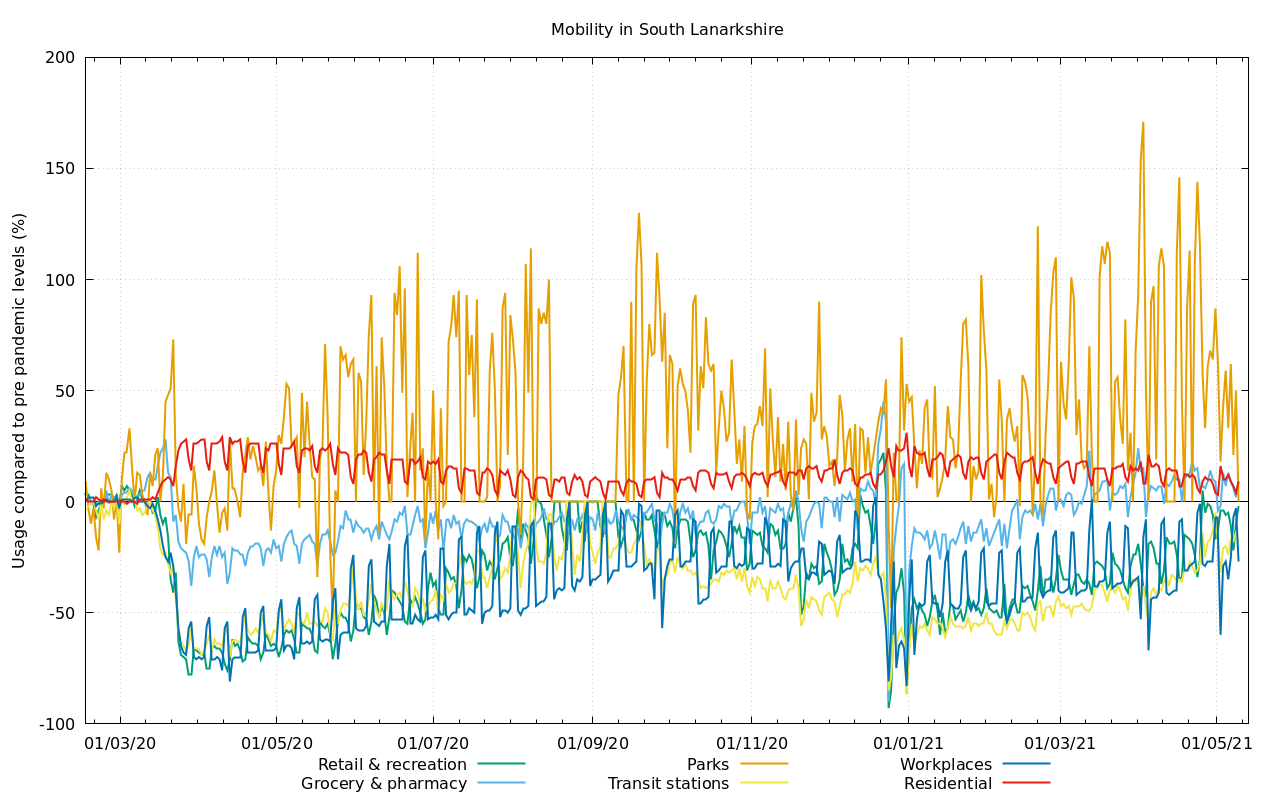 Mobility in South Lanarkshire
Usage compared to pre pandemic levels (%)
200
150
100
50
0
-50
-100
01/03/20 01/05/20 01/07/20 01/09/20 01/11/20 01/01/21 01/03/21 01/05/21
Retail & recreation Parks Workplaces
Grocery & pharmacy Transit stations Residential